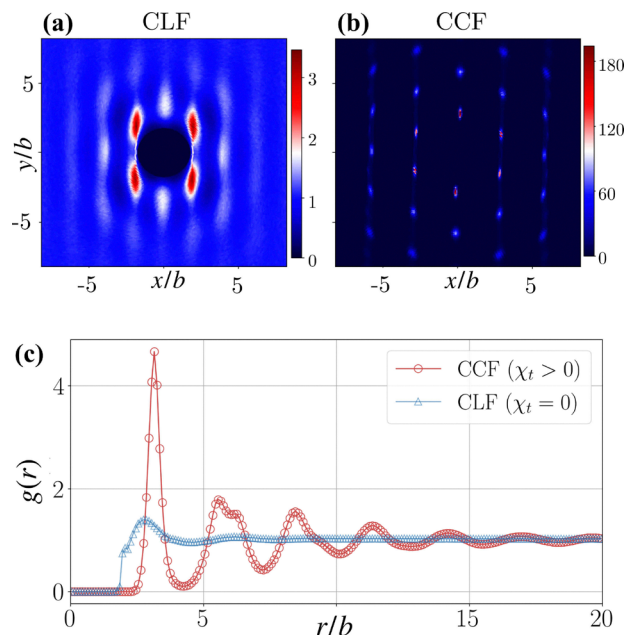 (a) CLF
y/b
5
-5
-5 5
x/b
3
2
1
0
(b) CCF
-5 5
x/b
180
120
60
0
(c)
g(r)
4
2
0
CCF (χₜ > 0)
CLF (χₜ = 0)
0 5 10 15 20
r/b